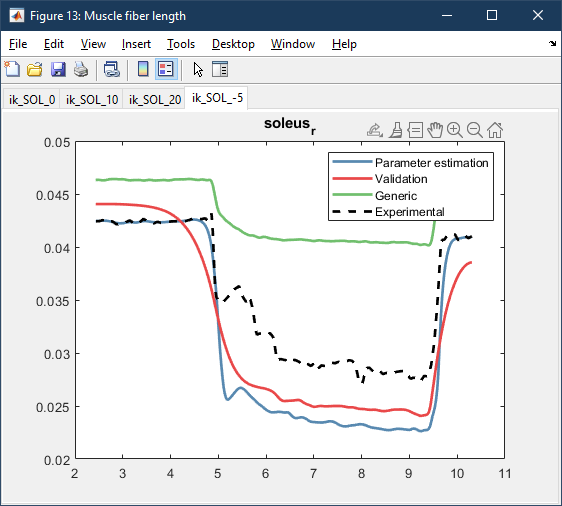 Figure 13: Muscle fiber length
File Edit View Insert Tools Desktop Window Help
ik_SOL_0 ik_SOL_10 ik_SOL_20 ik_SOL_-5
soleus_r
0.05
0.045
0.04
0.035
0.03
0.025
0.02
2 3 4 5 6 7 8 9 10 11
Parameter estimation
Validation
Generic
Experimental